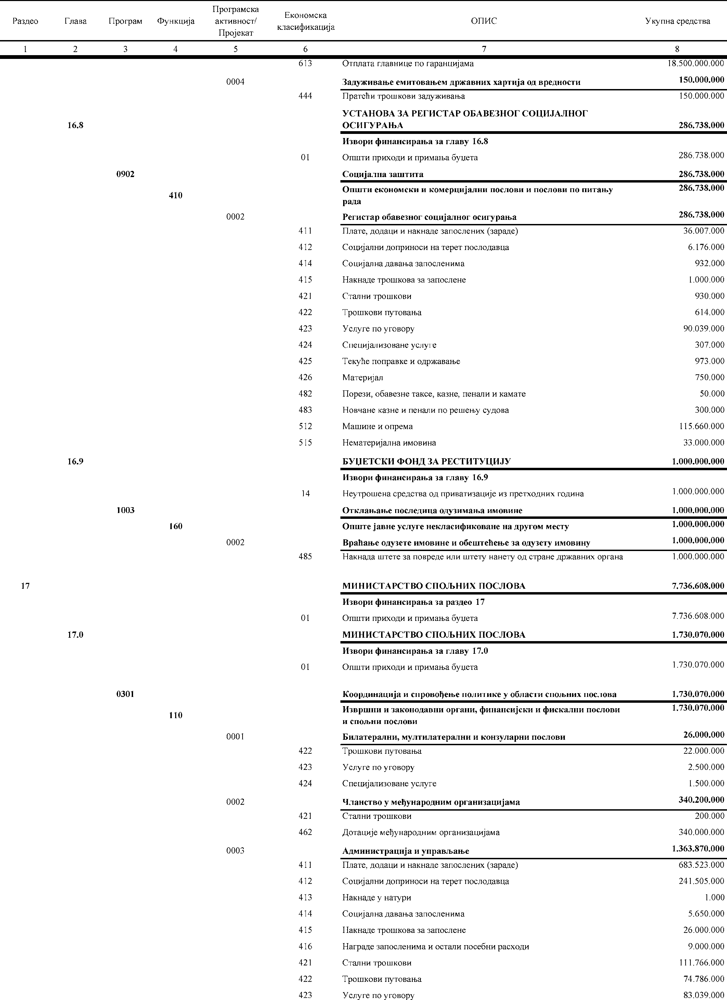 Раздео Глава Програм Функција Програмска активност/ Пројекат Економска класификација ОПИС Укупна средства
1 2 3 4 5 6 7 8
613 Отплата главнице по гаранцијама 18.500.000.000
0004 Задуживање емитовањем државних хартија од вредности 150.000.000
444 Пратећи трошкови задуживања 150.000.000
УСТАНОВА ЗА РЕГИСТАР ОБАВЕЗНОГ СОЦИЈАЛНОГ
16.8 ОСИГУРАЊА 286.738.000
Извори финансирања за главу 16.8
01 Општи приходи и примања буџета 286.738.000
0902 Социјална заштита 286.738.000
410 Општи економски и комерцијални послови и послови по питању 286.738.000
рада
0002 Регистар обавезног социјалног осигурања 286.738.000
411 Плате, додаци и накнаде запослених (зараде) 36.007.000
412 Социјални доприноси на терет послодавца 6.176.000
414 Социјална давања запосленима 932.000
415 Накнаде трошкова за запослене 1.000.000
421 Стални трошкови 930.000
422 Трошкови путовања 614.000
423 Услуге по уговору 90.039.000
424 Специјализоване услуге 307.000
425 Текуће поправке и одржавање 973.000
426 Материјал 750.000
482 Порези, обавезне таксе, казне, пенали и камате 50.000
483 Новчане казне и пенали по решењу судова 300.000
512 Машине и опрема 115.660.000
515 Нематеријална имовина 33.000.000
16.9 БУЏЕТСКИ ФОНД ЗА РЕСТИТУЦИЈУ 1.000.000.000
Извори финансирања за главу 16.9
14 Неутрошена средства од приватизације из претходних година 1.000.000.000
1003 Отклањање последица одузимања имовине 1.000.000.000
160 Опште јавне услуге некласификоване на другом месту 1.000.000.000
0002 Враћање одузете имовине и обештећење за одузету имовину 1.000.000.000
485 Накнада штете за повреде или штету нанету од стране државних органа 1.000.000.000
17 МИНИСТАРСТВО СПОЉНИХ ПОСЛОВА 7.736.608.000
Извори финансирања за раздео 17
01 Општи приходи и примања буџета 7.736.608.000
17.0 МИНИСТАРСТВО СПОЉНИХ ПОСЛОВА 1.730.070.000
Извори финансирања за главу 17.0
01 Општи приходи и примања буџета 1.730.070.000
0301 Координација и спровођење политике у области спољних послова 1.730.070.000
110 Извршни и законодавни органи, финансијски и фискални послови 1.730.070.000
и спољни послови
0001 Билатерални, мултилатерални и конзуларни послови 26.000.000
422 Трошкови путовања 22.000.000
423 Услуге по уговору 2.500.000
424 Специјализоване услуге 1.500.000
0002 Чланство у међународним организацијама 340.200.000
421 Стални трошкови 200.000
462 Дотације међународним организацијама 340.000.000
0003 Администрација и управљање 1.363.870.000
411 Плате, додаци и накнаде запослених (зараде) 683.523.000
412 Социјални доприноси на терет послодавца 241.505.000
413 Накнаде у натури 1.000
414 Социјална давања запосленима 5.650.000
415 Накнаде трошкова за запослене 26.000.000
416 Награде запосленима и остали посебни расходи 9.000.000
421 Стални трошкови 111.766.000
422 Трошкови путовања 74.786.000
423 Услуге по уговору 83.039.000